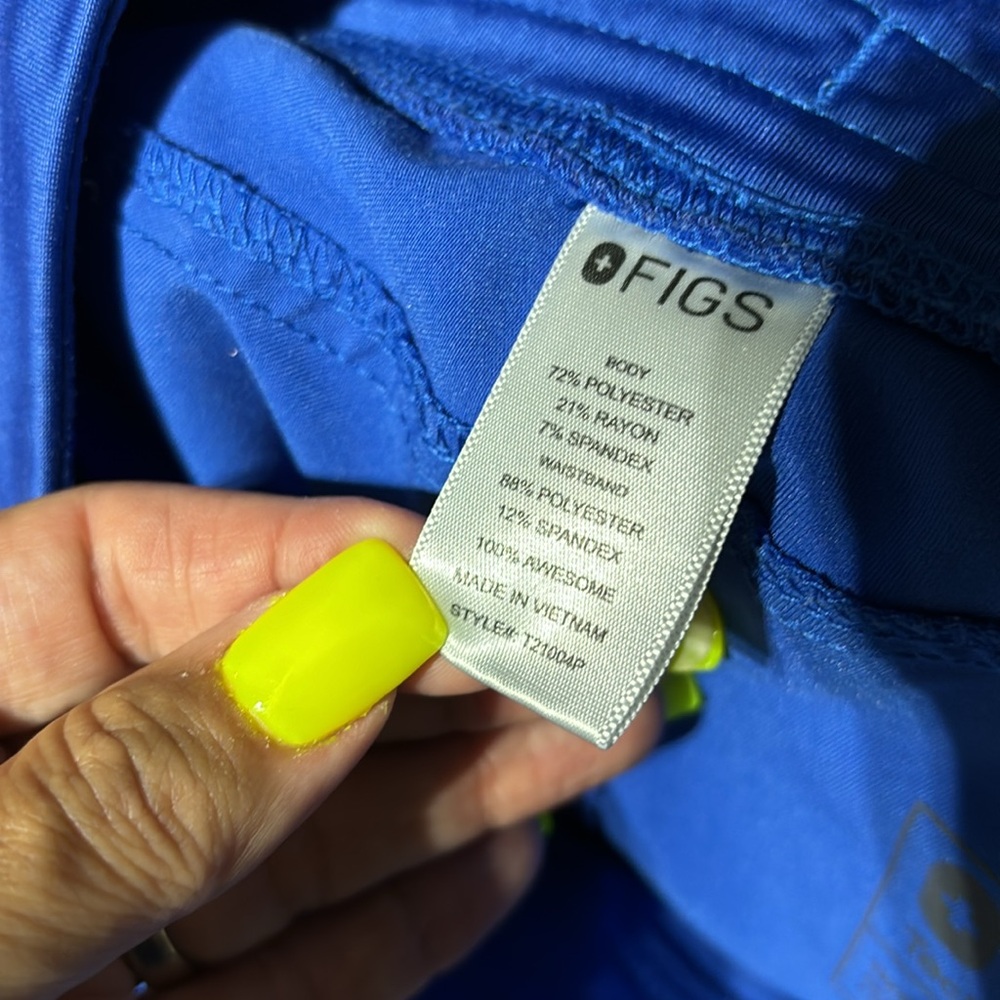 FIGS
BODY
72% POLYESTER
21% RAYON
7% SPANDEX
WAISTBAND
88% POLYESTER
12% SPANDEX
100% AWESOME
MADE IN VIETNAM
STYLE#: T21004P